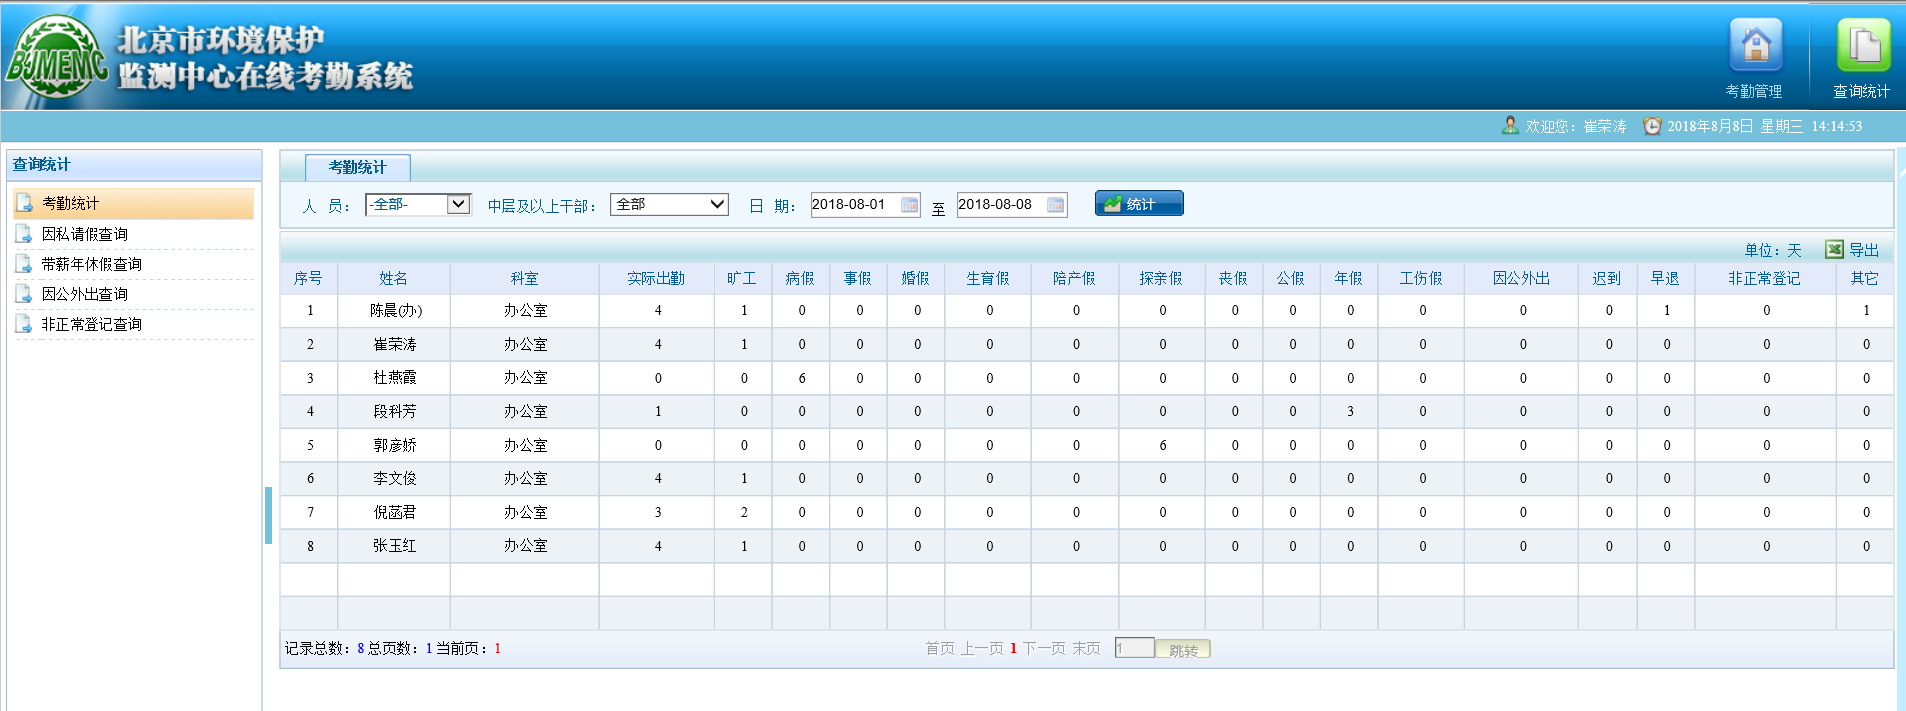 BJMEMC
北京市环境保护
监测中心在线考勤系统
考勤管理
查询统计
欢迎您：崔荣涛 2018年8月8日 星期三 14:14:53
查询统计
考勤统计
因私请假查询
带薪年休假查询
因公外出查询
非正常登记查询
考勤统计
人 员： -全部- 中层及以上干部： 全部 日 期： 2018-08-01 至 2018-08-08 统计
单位：天 导出
序号 姓名 科室 实际出勤 旷工 病假 事假 婚假 生育假 陪产假 探亲假 丧假 公假 年假 工伤假 因公外出 迟到 早退 非正常登记 其它
1 陈晨(办) 办公室 4 1 0 0 0 0 0 0 0 0 0 0 0 0 1 0 1
2 崔荣涛 办公室 4 1 0 0 0 0 0 0 0 0 0 0 0 0 0 0 0
3 杜燕霞 办公室 0 0 6 0 0 0 0 0 0 0 0 0 0 0 0 0 0
4 段科芳 办公室 1 0 0 0 0 0 0 0 0 0 3 0 0 0 0 0 0
5 郭彦娇 办公室 0 0 0 0 0 0 0 6 0 0 0 0 0 0 0 0 0
6 李文俊 办公室 4 1 0 0 0 0 0 0 0 0 0 0 0 0 0 0 0
7 倪菡君 办公室 3 2 0 0 0 0 0 0 0 0 0 0 0 0 0 0 0
8 张玉红 办公室 4 1 0 0 0 0 0 0 0 0 0 0 0 0 0 0 0
记录总数：8 总页数：1 当前页：1 首页 上一页 1 下一页 末页 1 跳转